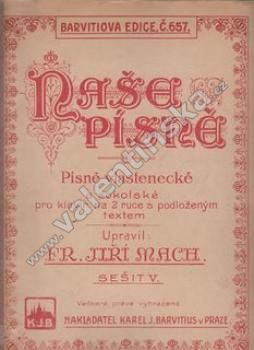 BARVITIOVA EDICE, Č. 657.
NAŠE
PÍSNĚ
Písně vlastenecké
sokolské
pro klavír na 2 ruce s podloženým
textem
Upravil:
FR. JIŘÍ MACH.
SEŠIT V.
Veškerá práva vyhrazena
K.J.B
NAKLADATEL KAREL J. BARVITIUS v PRAZE
www.valentinska.cz